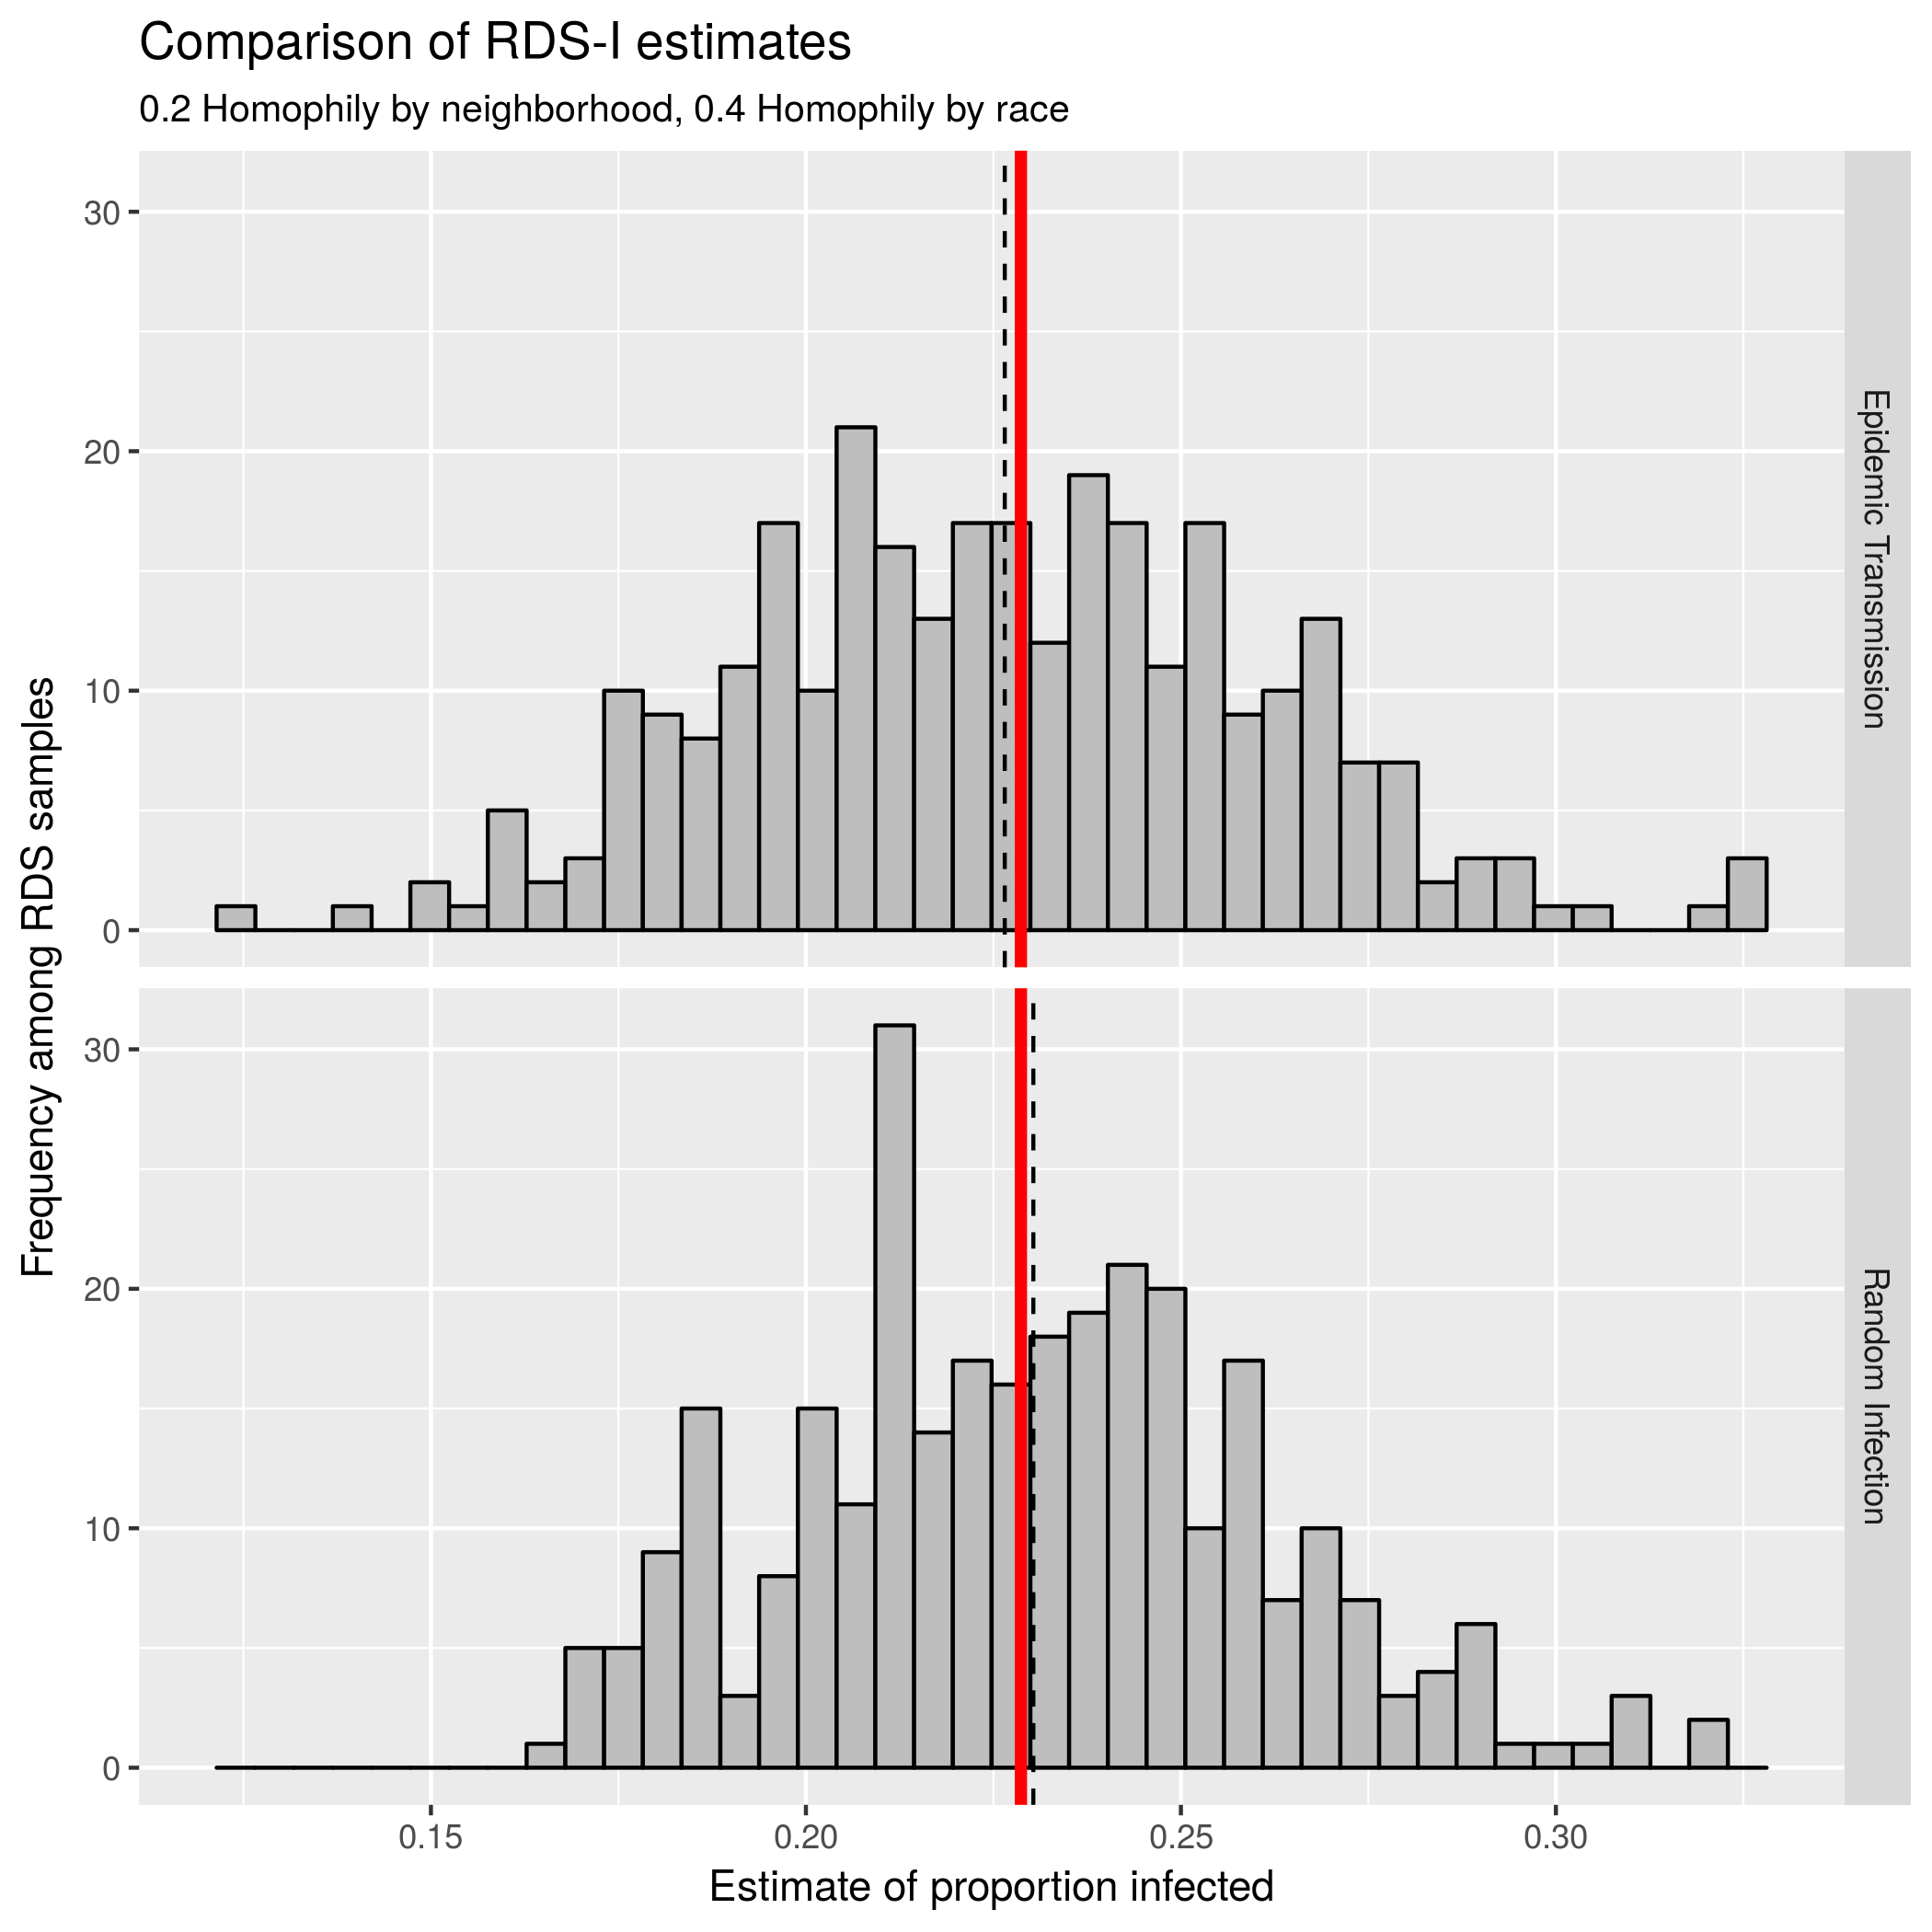 Comparison of RDS-I estimates
0.2 Homophily by neighborhood, 0.4 Homophily by race
Frequency among RDS samples
30
20
10
0
Epidemic Transmission
30
20
10
0
Random Infection
0.15
0.20
0.25
0.30
Estimate of proportion infected